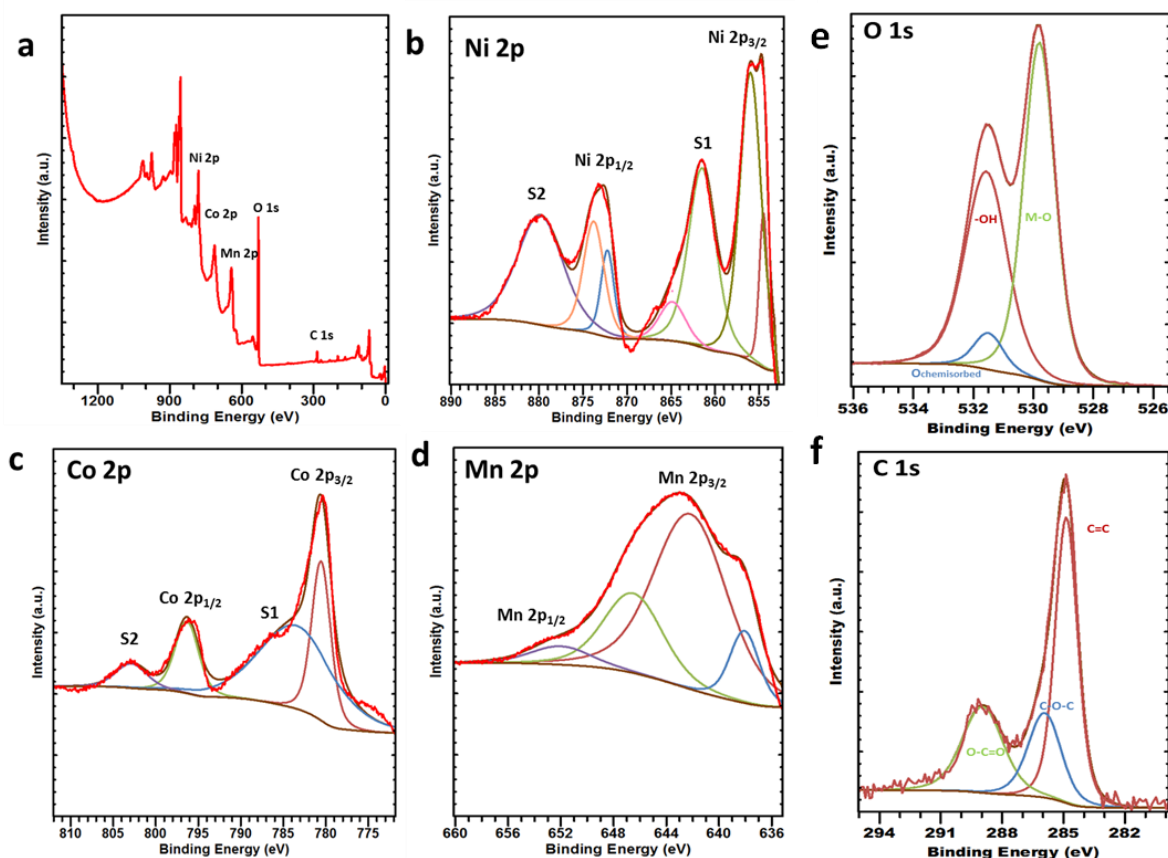 a
Ni 2p
Co 2p
Mn 2p
O 1s
C 1s
Intensity (a.u.)
1200 900 600 300 0
Binding Energy (eV)
b
Ni 2p
Ni 2p3/2
S1
Ni 2p1/2
S2
Intensity (a.u.)
890 880 875 870 865 860 855
Binding Energy (eV)
e
O 1s
-OH
M-O
Ochemisorbed
Intensity (a.u.)
536 534 532 530 528 526
Binding Energy (eV)
c
Co 2p
Co 2p3/2
Co 2p1/2
S1
S2
Intensity (a.u.)
810 805 800 795 790 785 780 775
Binding Energy (eV)
d
Mn 2p
Mn 2p3/2
Mn 2p1/2
Intensity (a.u.)
660 656 652 648 644 640 636
Binding Energy (eV)
f
C 1s
C=C
C-O-C
O-C=O
Intensity (a.u.)
294 291 288 285 282
Binding Energy (eV)